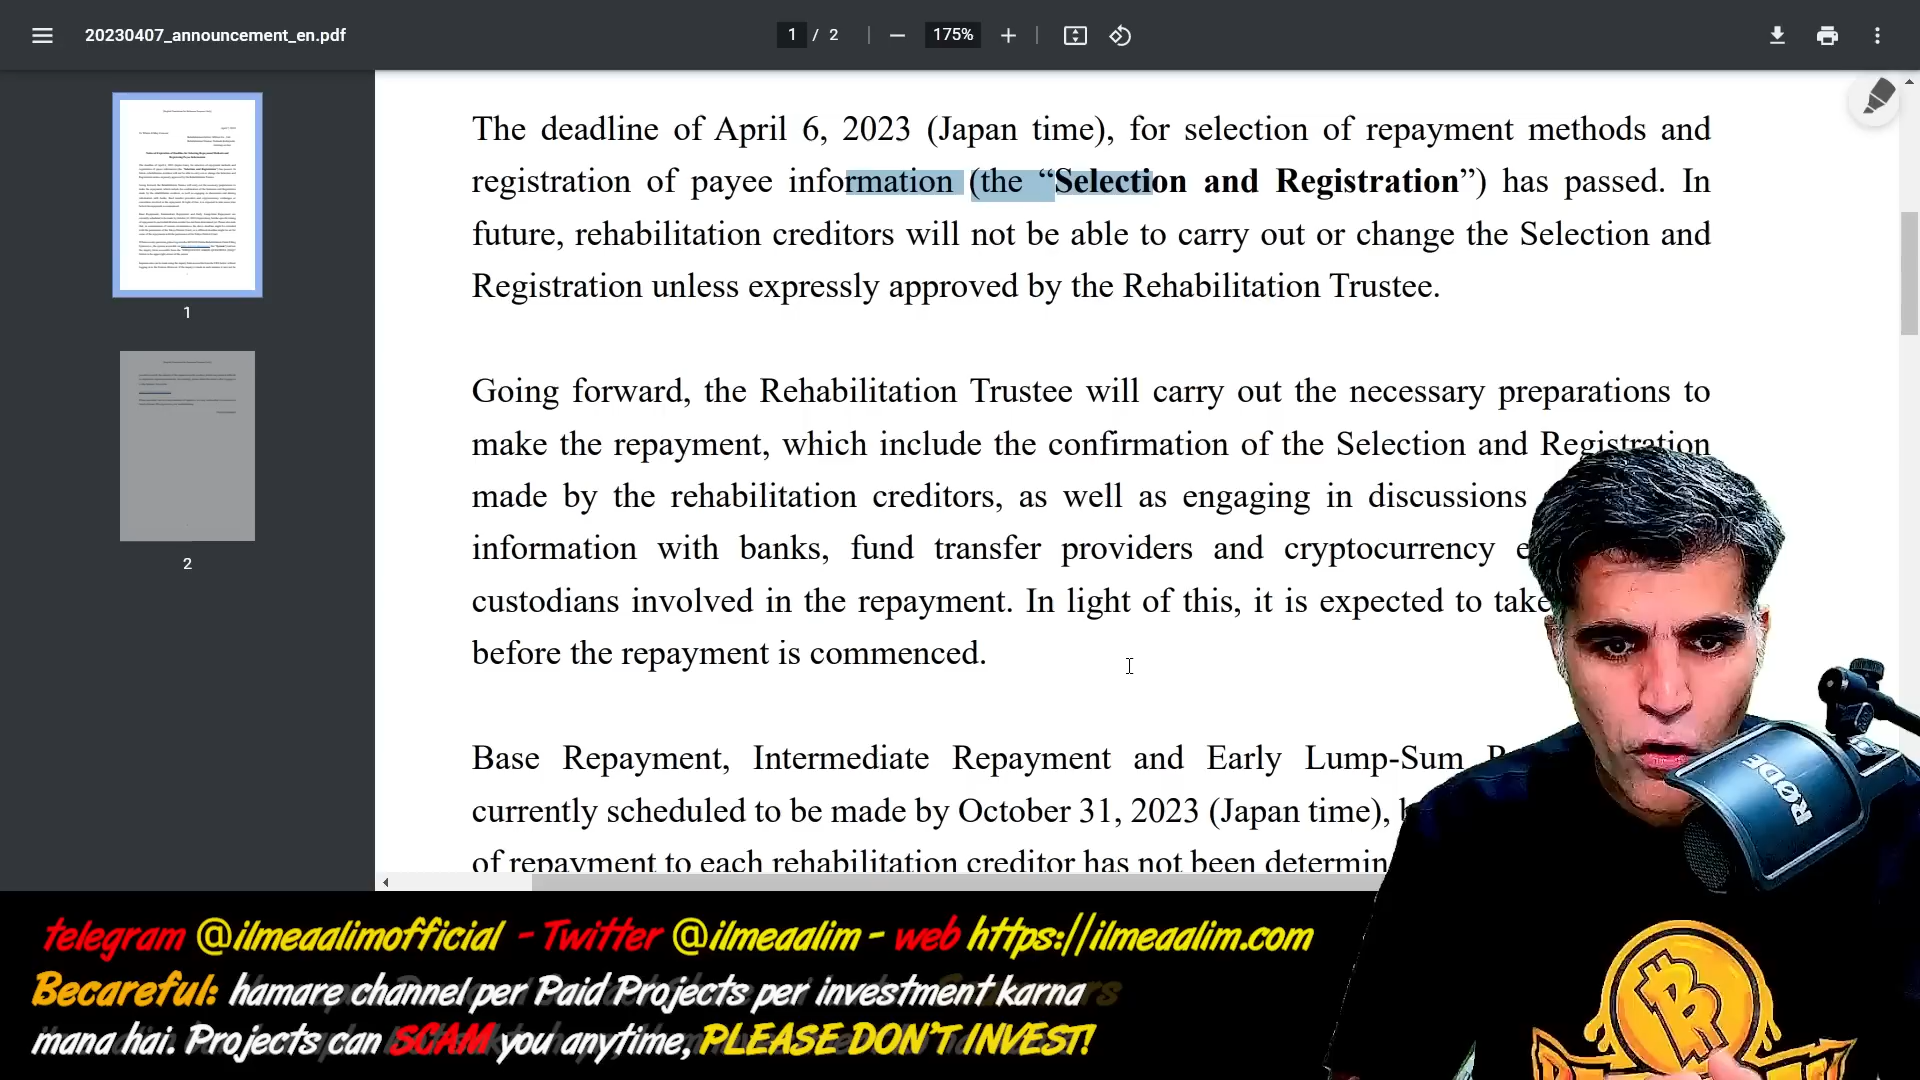 20230407_announcement_en.pdf
1 / 2
175%
1
2
The deadline of April 6, 2023 (Japan time), for selection of repayment methods and
registration of payee information (the “Selection and Registration”) has passed. In
future, rehabilitation creditors will not be able to carry out or change the Selection and
Registration unless expressly approved by the Rehabilitation Trustee.
Going forward, the Rehabilitation Trustee will carry out the necessary preparations to
make the repayment, which include the confirmation of the Selection and Registration
made by the rehabilitation creditors, as well as engaging in discussions
information with banks, fund transfer providers and cryptocurrency
custodians involved in the repayment. In light of this, it is expected to take
before the repayment is commenced.
Base Repayment, Intermediate Repayment and Early Lump-Sum
currently scheduled to be made by October 31, 2023 (Japan time),
of repayment to each rehabilitation creditor has not been
RØDE
telegram @ilmeaalimofficial - Twitter @ilmeaalim - web https://ilmeaalim.com
Becareful: hamare channel per Paid Projects per investment karna
mana hai. Projects can SCAM you anytime, PLEASE DON'T INVEST!